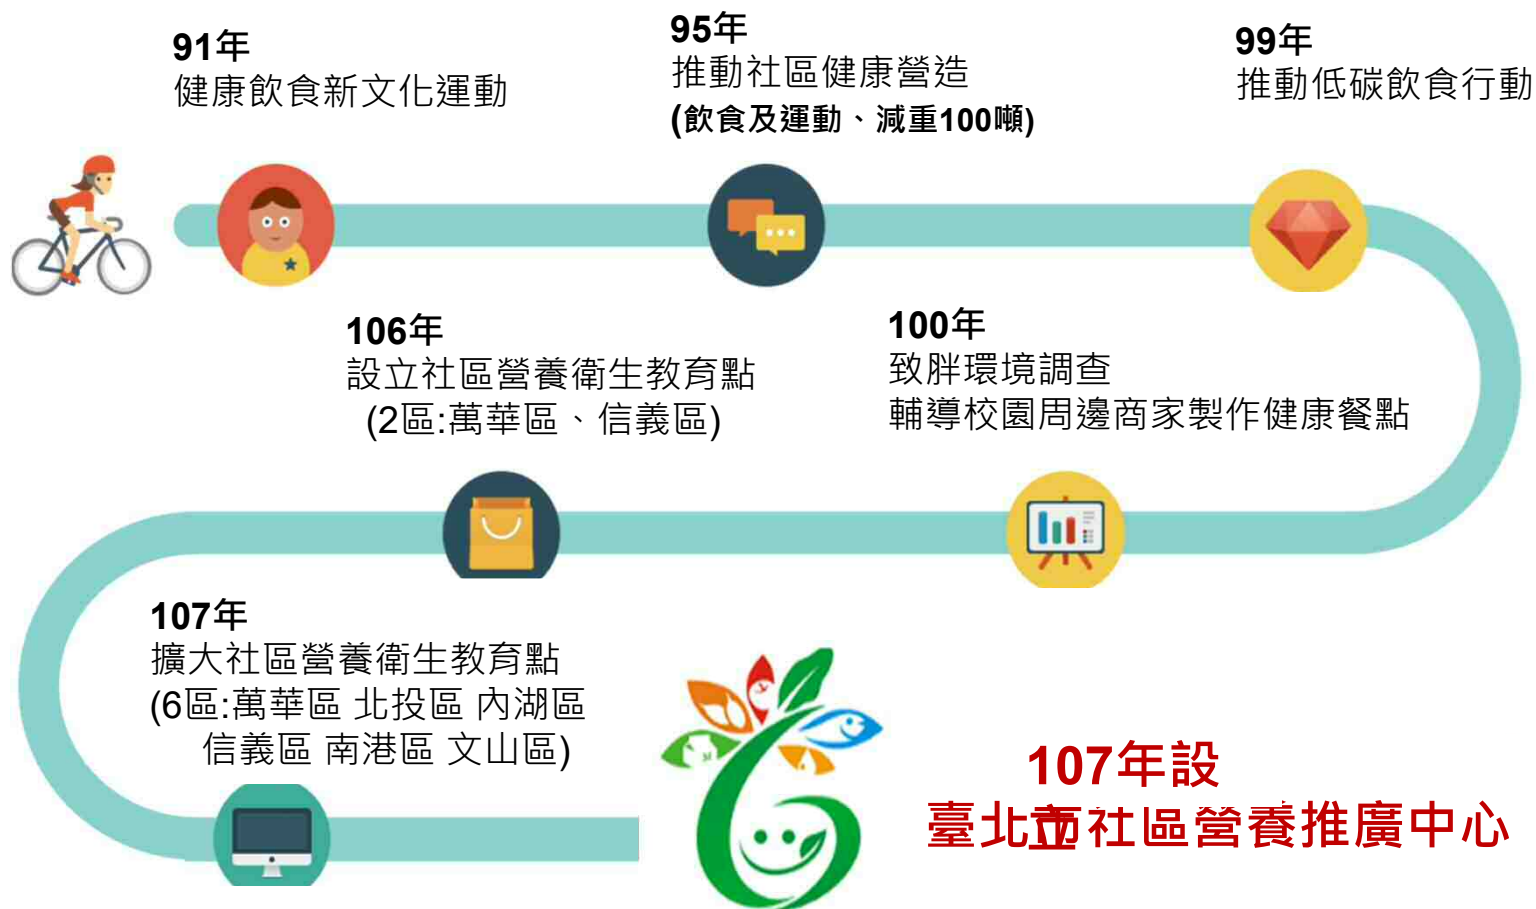 91年
健康飲食新文化運動
95年
推動社區健康營造
(飲食及運動、減重100噸)
99年
推動低碳飲食行動
100年
致胖環境調查
輔導校園周邊商家製作健康餐點
106年
設立社區營養衛生教育點
(2區:萬華區、信義區)
107年
擴大社區營養衛生教育點
(6區:萬華區 北投區 內湖區
信義區 南港區 文山區)
107年設
立
臺北市社區營養推廣中心